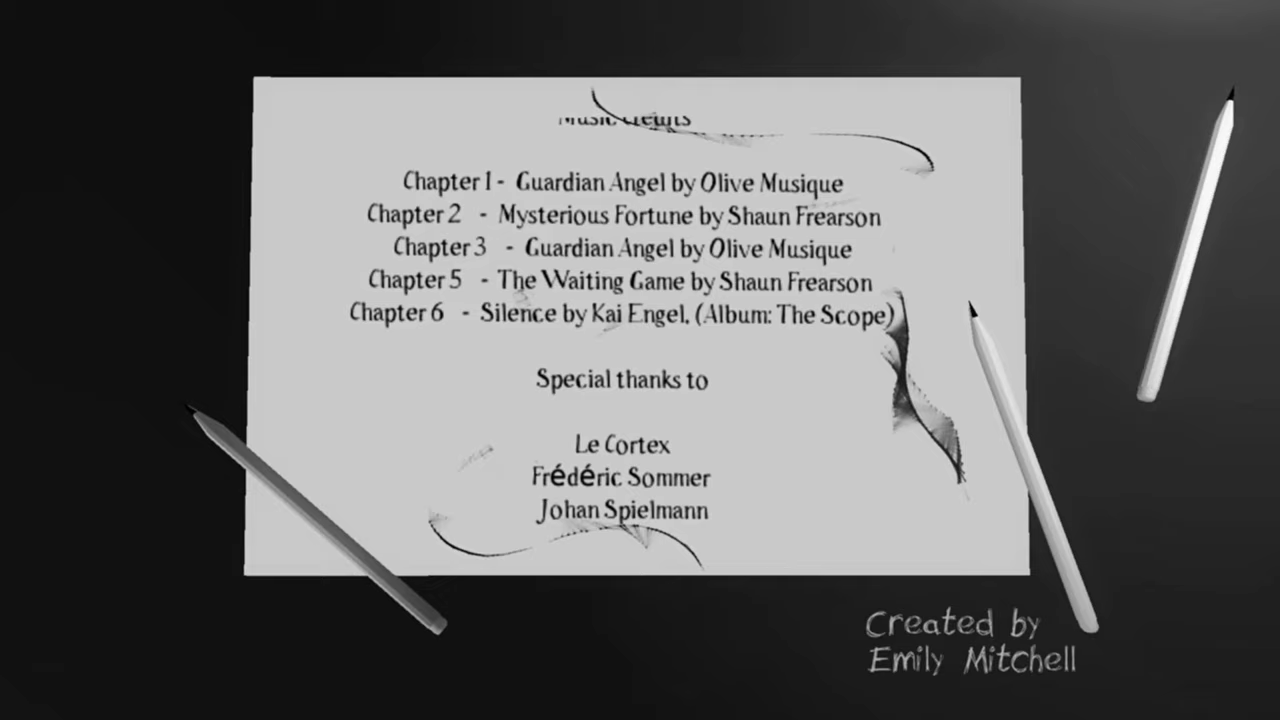 Music Credits
Chapter 1 - Guardian Angel by Olive Musique
Chapter 2 - Mysterious Fortune by Shaun Frearson
Chapter 3 - Guardian Angel by Olive Musique
Chapter 5 - The Waiting Game by Shaun Frearson
Chapter 6 - Silence by Kai Engel. (Album: The Scope)
Special thanks to
Le Cortex
Frédéric Sommer
Johan Spielmann
Created by
Emily Mitchell